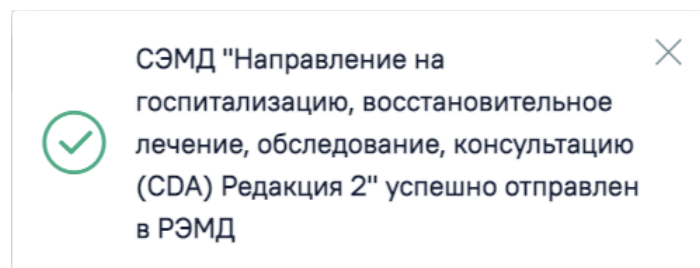 СЭМД "Направление на
госпитализацию, восстановительное
лечение, обследование, консультацию
(CDA) Редакция 2" успешно отправлен
в РЭМД